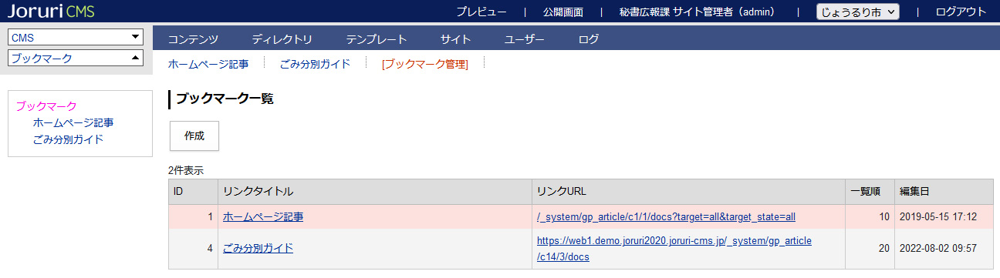 Joruri CMS
プレビュー | 公開画面 | 秘書広報課 サイト管理者（admin） | じょうるり市 | ログアウト
CMS
ブックマーク
コンテンツ ディレクトリ テンプレート サイト ユーザー ログ
ホームページ記事 ごみ分別ガイド [ブックマーク管理]
ブックマーク
ホームページ記事
ごみ分別ガイド
ブックマーク一覧
作成
2件表示
ID リンクタイトル リンクURL 一覧順 編集日
1 ホームページ記事 /_system/gp_article/c1/1/docs?target=all&target_state=all 10 2019-05-15 17:12
4 ごみ分別ガイド https://web1.demo.joruri2020.joruri-cms.jp/_system/gp_article
/c14/3/docs 20 2022-08-02 09:57